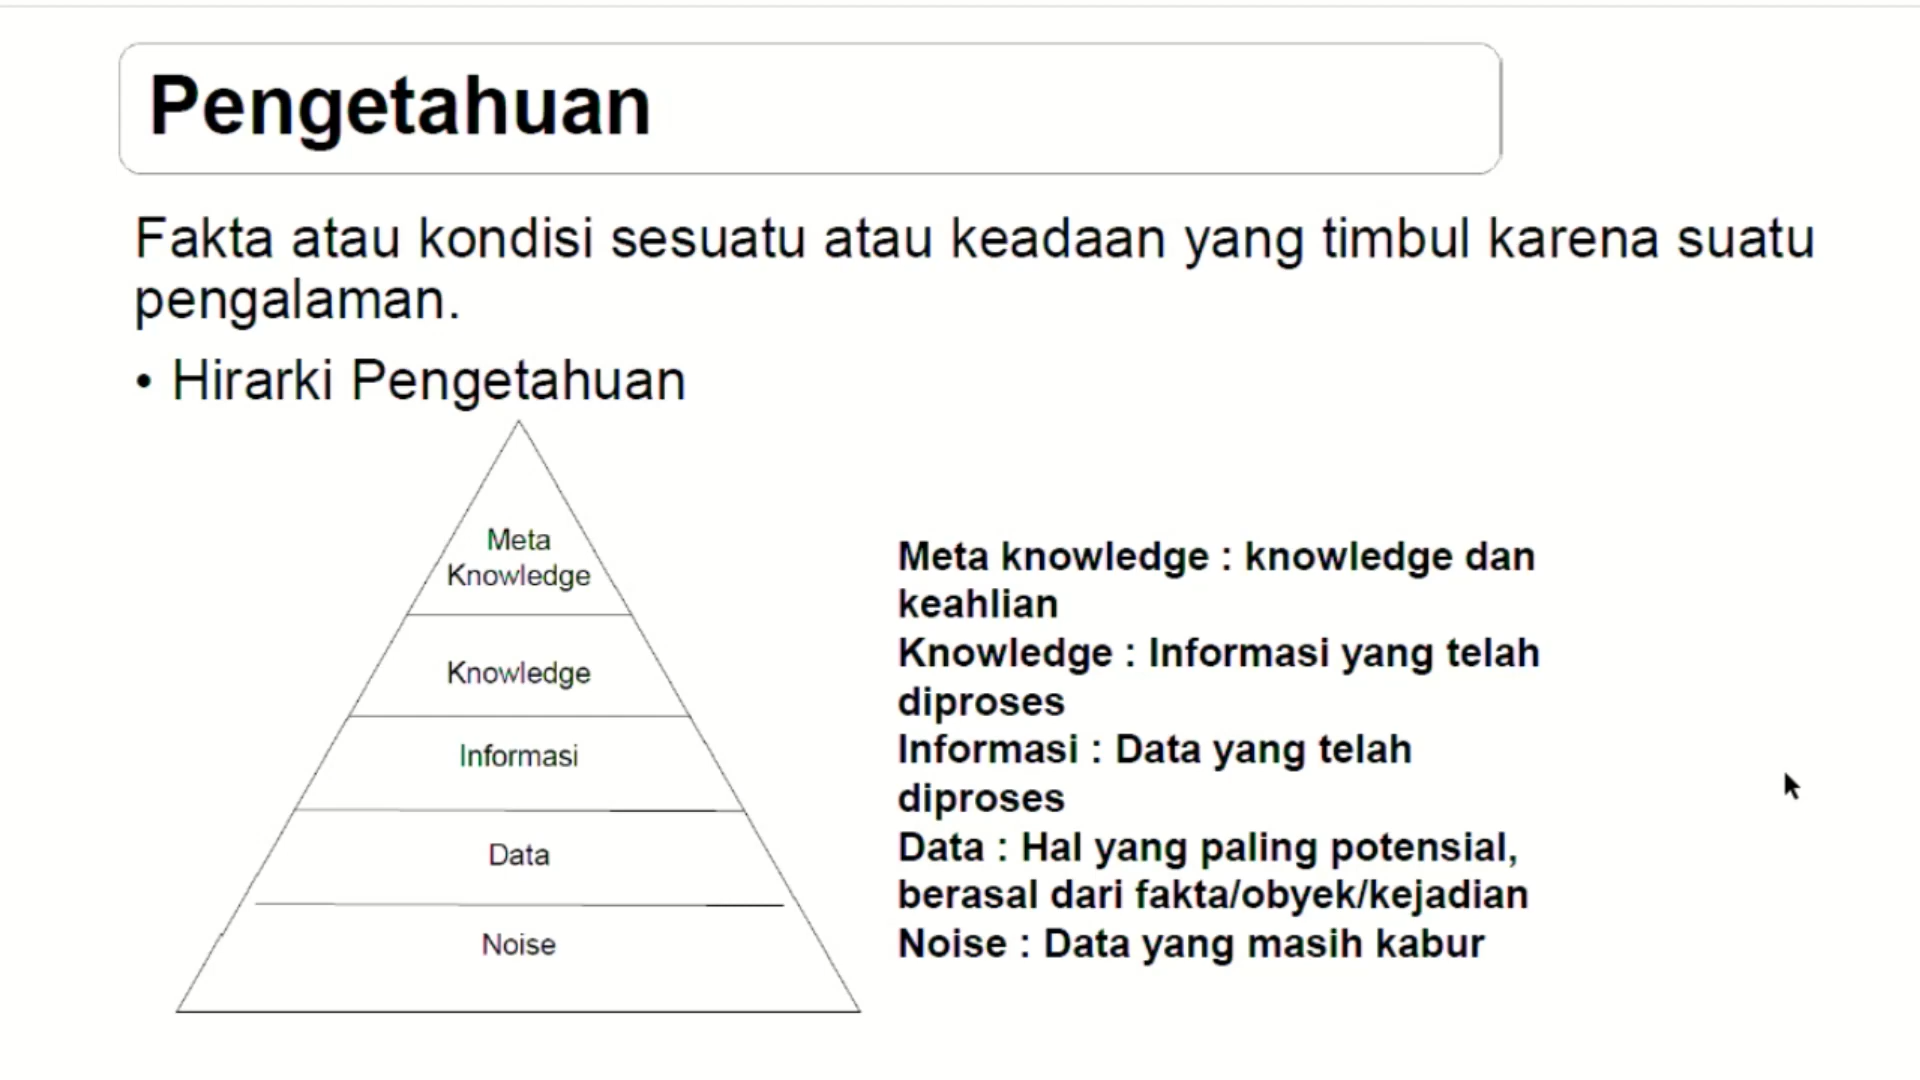 Pengetahuan
Fakta atau kondisi sesuatu atau keadaan yang timbul karena suatu
pengalaman.
• Hirarki Pengetahuan
Meta
Knowledge
Knowledge
Informasi
Data
Noise
Meta knowledge : knowledge dan
keahlian
Knowledge : Informasi yang telah
diproses
Informasi : Data yang telah
diproses
Data : Hal yang paling potensial,
berasal dari fakta/obyek/kejadian
Noise : Data yang masih kabur